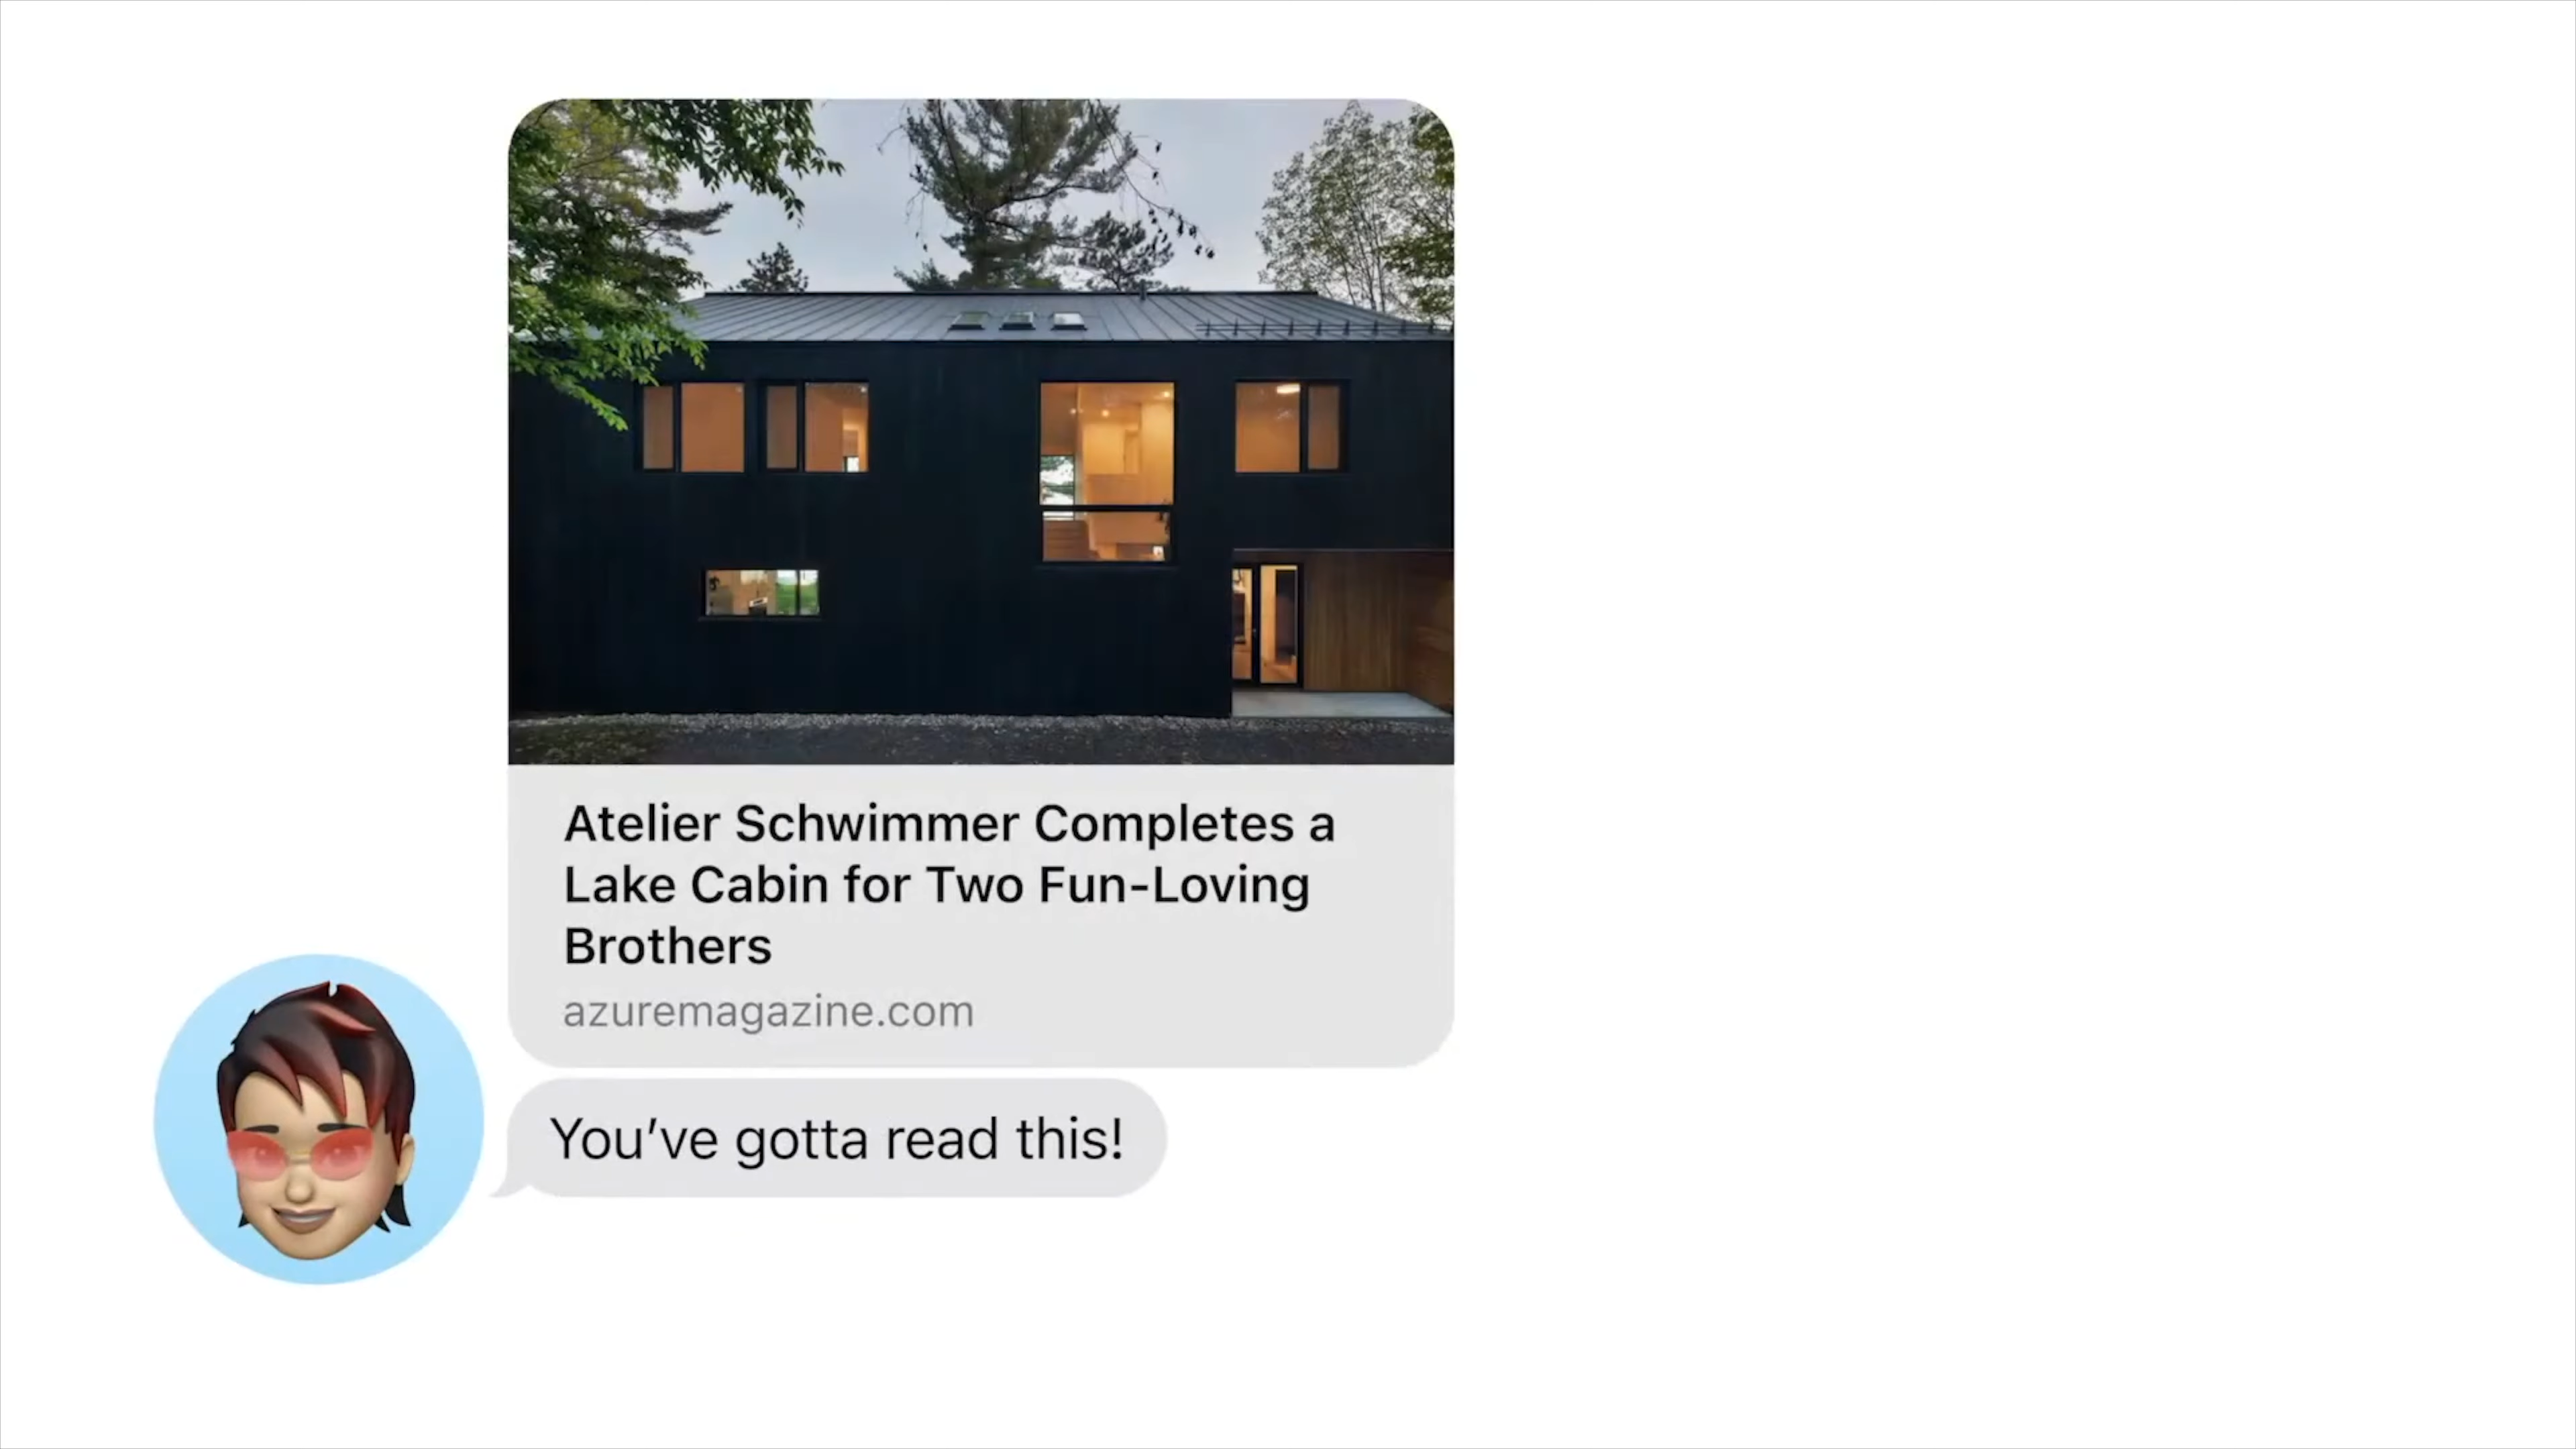 Atelier Schwimmer Completes a
Lake Cabin for Two Fun-Loving
Brothers
azuremagazine.com
You’ve gotta read this!